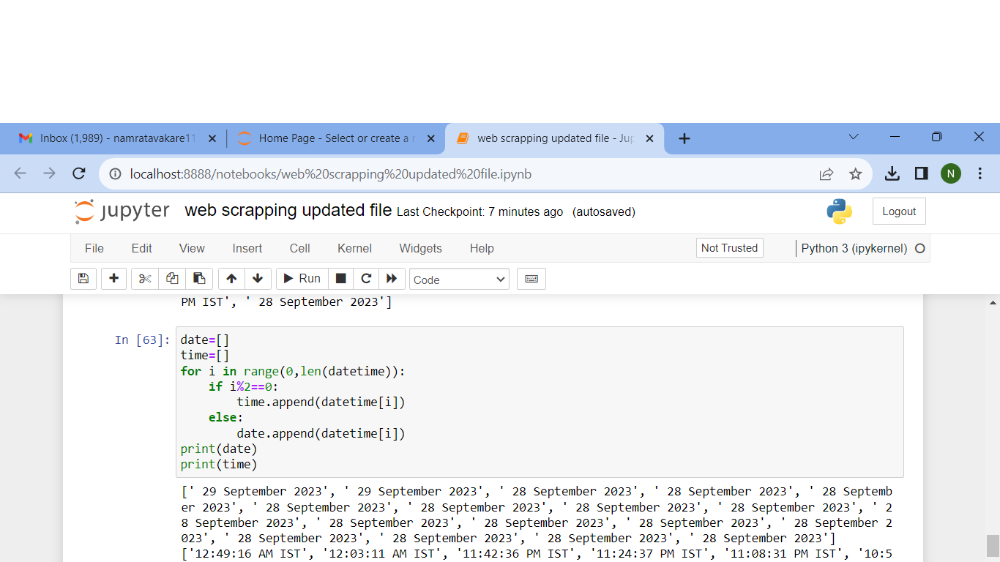 Inbox (1,989) - namratavakare11
Home Page - Select or create a n
web scrapping updated file - Jup
localhost:8888/notebooks/web%20scrapping%20updated%20file.ipynb
N
jupyter web scrapping updated file Last Checkpoint: 7 minutes ago (autosaved)
Logout
File Edit View Insert Cell Kernel Widgets Help
Not Trusted
Python 3 (ipykernel)
Run
Code
PM IST', ' 28 September 2023']
In [63]:
date=[]
time=[]
for i in range(0,len(datetime)):
    if i%2==0:
        time.append(datetime[i])
    else:
        date.append(datetime[i])
print(date)
print(time)
[' 29 September 2023', ' 29 September 2023', ' 28 September 2023', ' 28 September 2023', ' 28 Septemb
er 2023', ' 28 September 2023', ' 28 September 2023', ' 28 September 2023', ' 28 September 2023', ' 2
8 September 2023', ' 28 September 2023', ' 28 September 2023', ' 28 September 2023', ' 28 September 2
023', ' 28 September 2023', ' 28 September 2023', ' 28 September 2023', ' 28 September 2023']
['12:49:16 AM IST', '12:03:11 AM IST', '11:42:36 PM IST', '11:24:37 PM IST', '11:08:31 PM IST', '10:5